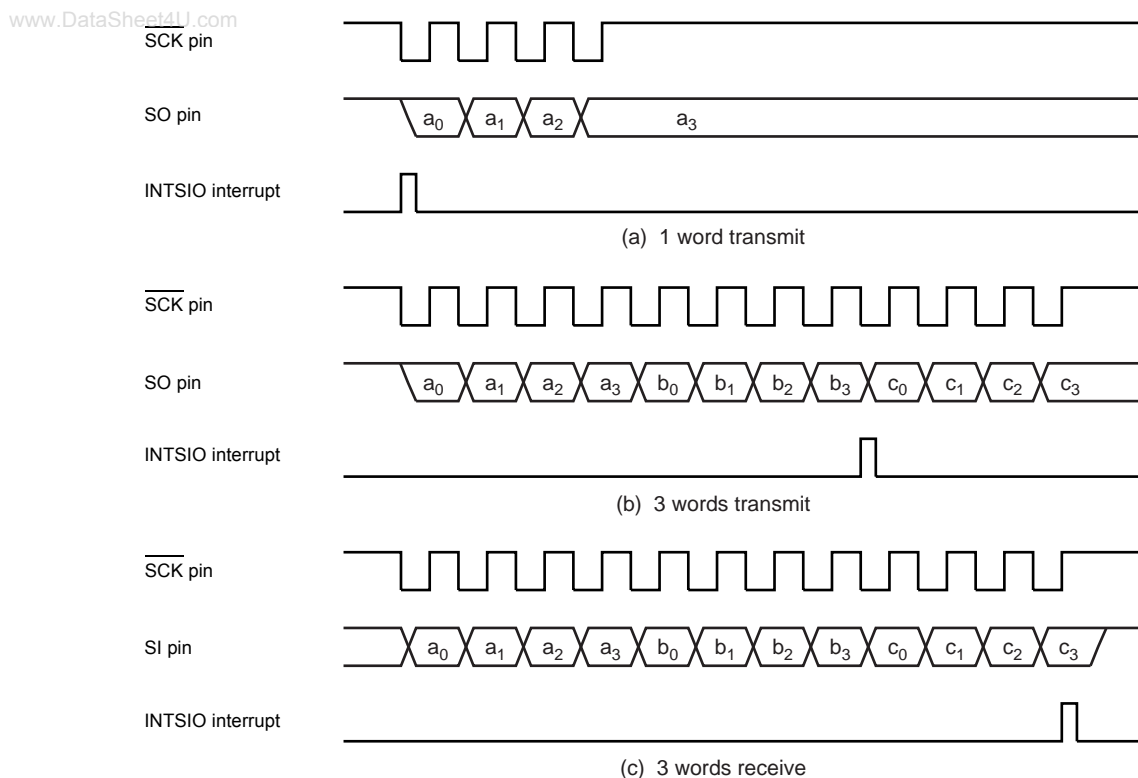 www.DataSheet4U.com
SCK pin
SO pin
a0 a1 a2 a3
INTSIO interrupt
(a) 1 word transmit
SCK pin
SO pin
a0 a1 a2 a3 b0 b1 b2 b3 c0 c1 c2 c3
INTSIO interrupt
(b) 3 words transmit
SCK pin
SI pin
a0 a1 a2 a3 b0 b1 b2 b3 c0 c1 c2 c3
INTSIO interrupt
(c) 3 words receive